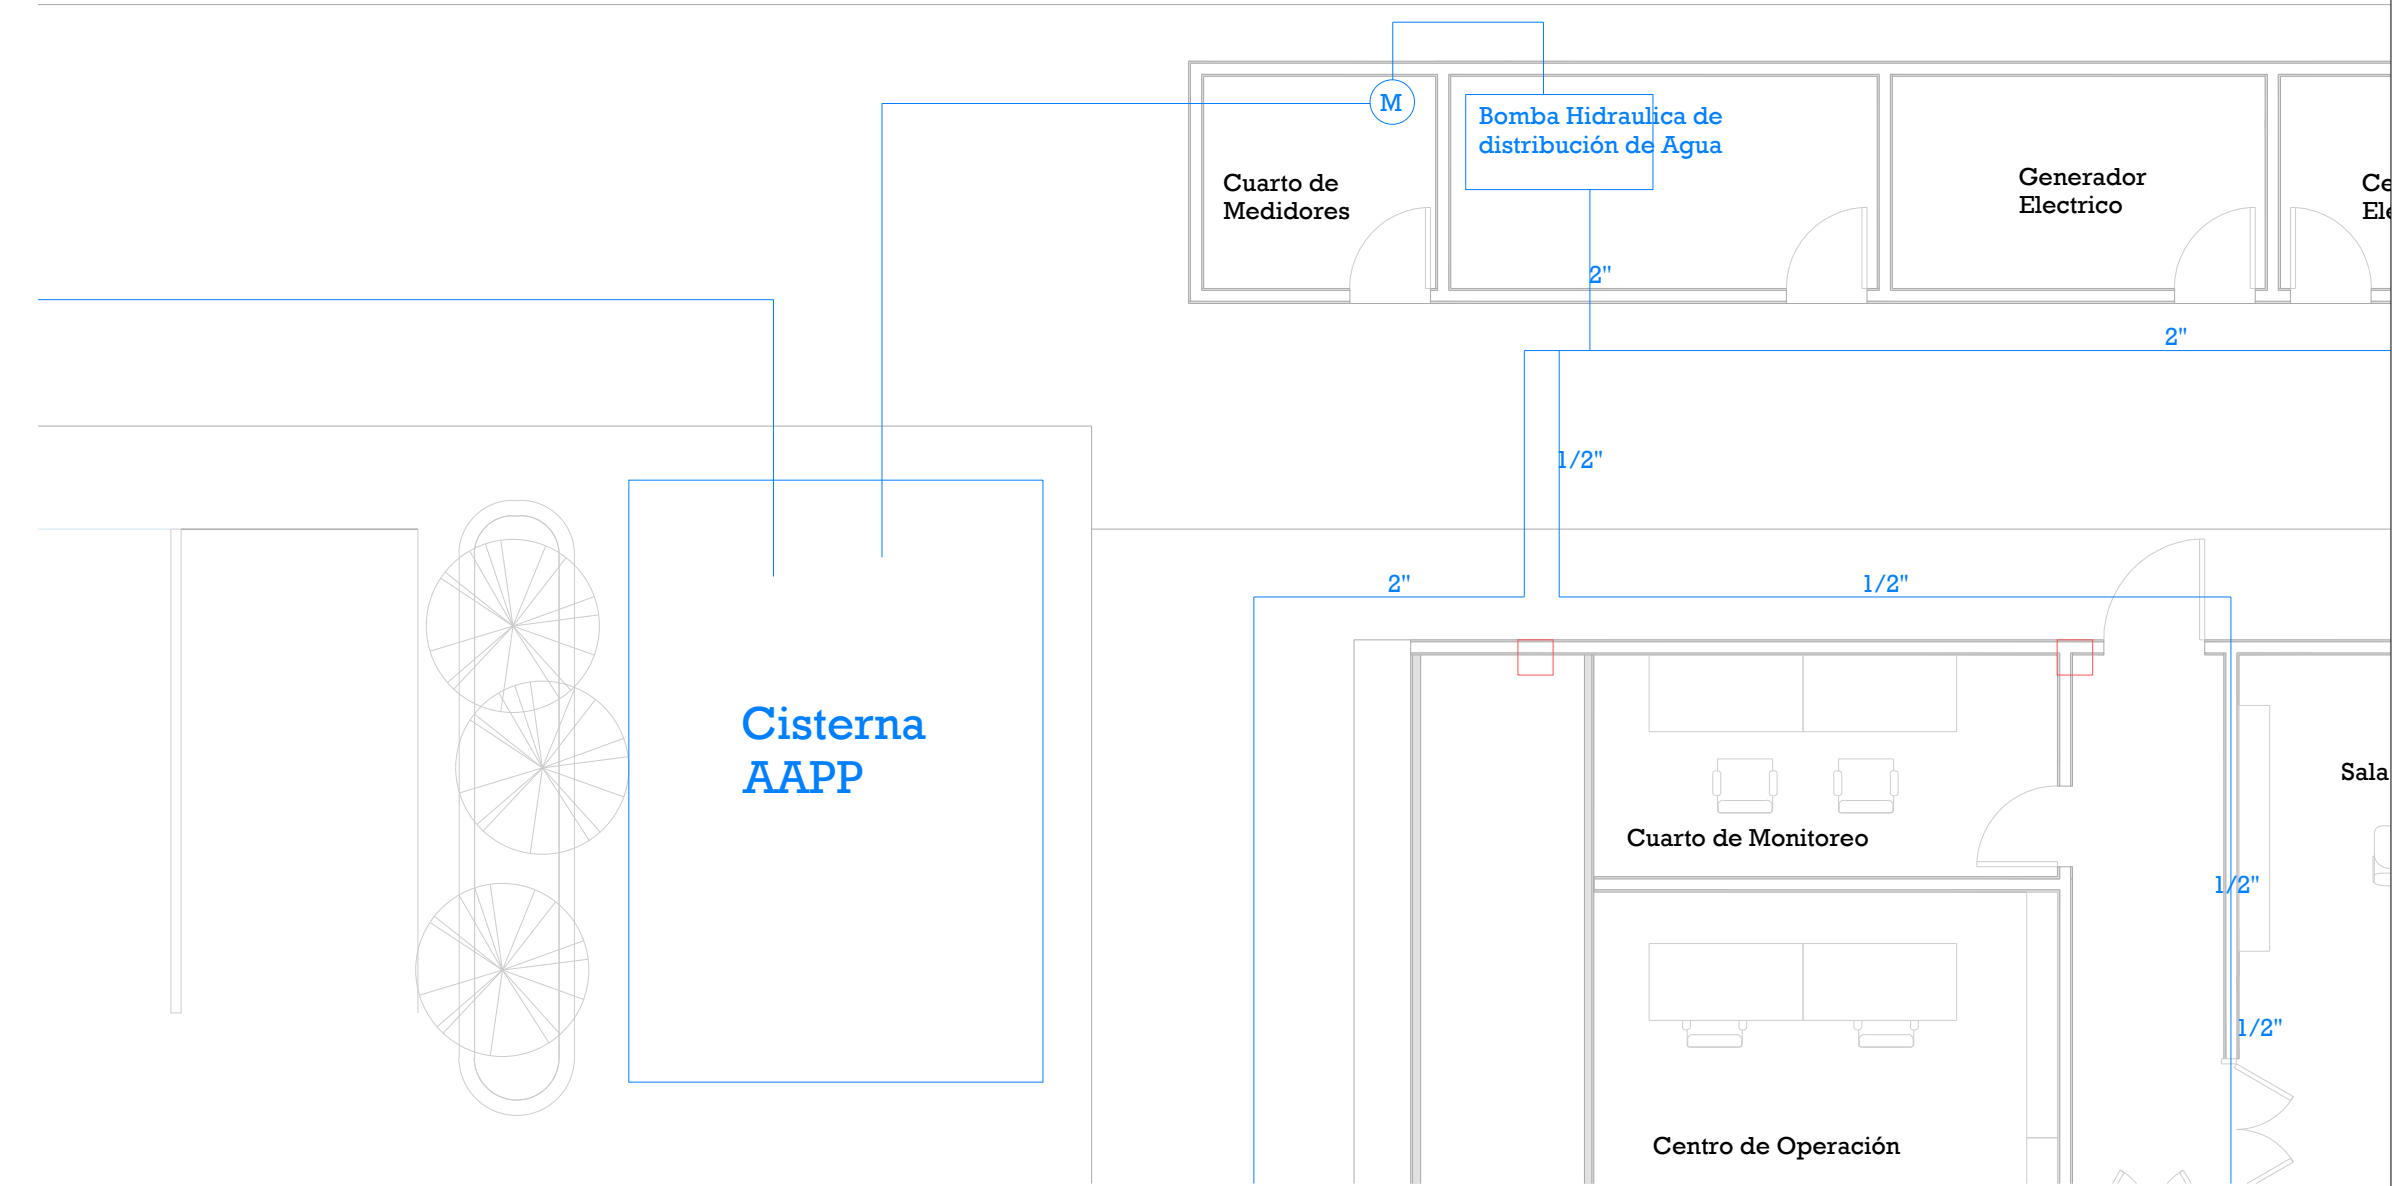 M
Bomba Hidraulica de
distribución de Agua
Cuarto de
Medidores
Generador
Electrico
2"
2"
1/2"
2"
1/2"
Cisterna
AAPP
Sala
Cuarto de Monitoreo
1/2"
1/2"
Centro de Operación